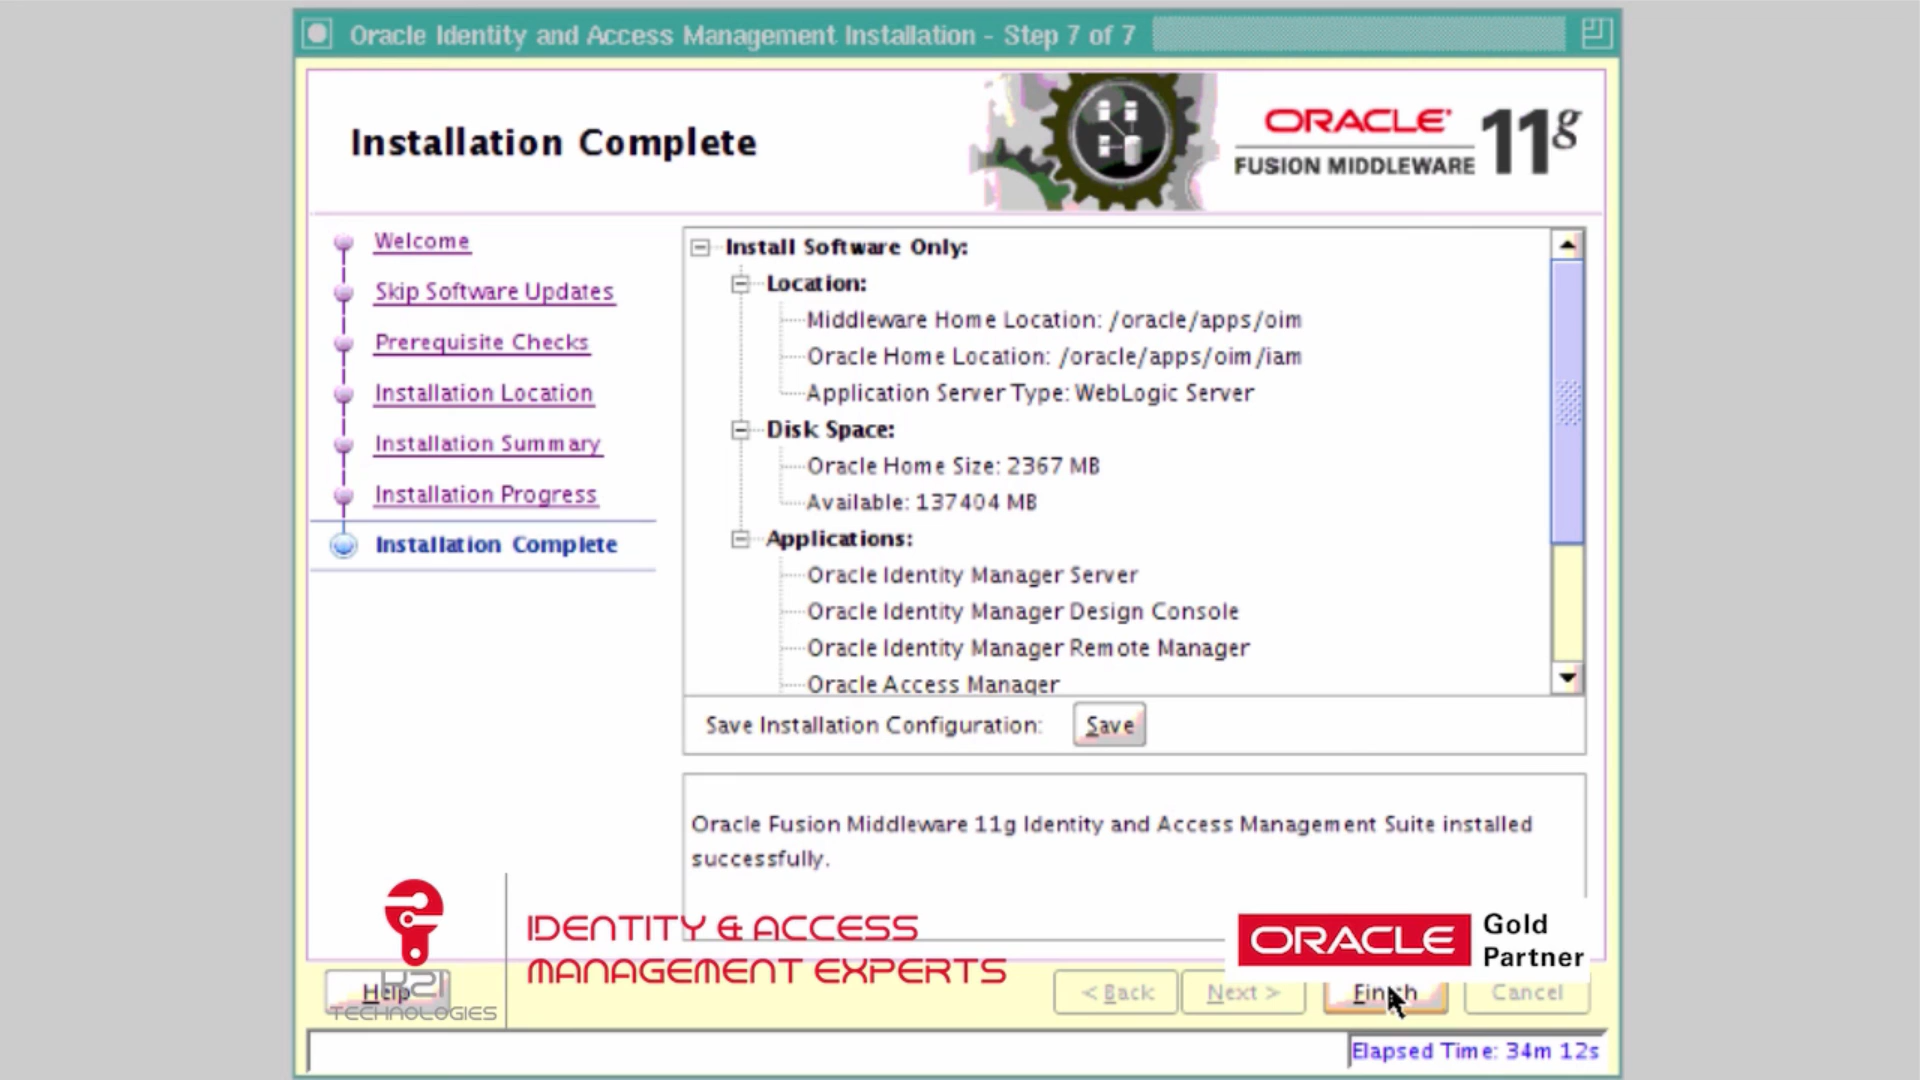 Oracle Identity and Access Management Installation - Step 7 of 7
Installation Complete
ORACLE
FUSION MIDDLEWARE
11g
Welcome
Skip Software Updates
Prerequisite Checks
Installation Location
Installation Summary
Installation Progress
Installation Complete
Install Software Only:
Location:
Middleware Home Location: /oracle/apps/oim
Oracle Home Location: /oracle/apps/oim/iam
Application Server Type: WebLogic Server
Disk Space:
Oracle Home Size: 2367 MB
Available: 137404 MB
Applications:
Oracle Identity Manager Server
Oracle Identity Manager Design Console
Oracle Identity Manager Remote Manager
Oracle Access Manager
Save Installation Configuration: Save
Oracle Fusion Middleware 11g Identity and Access Management Suite installed
successfully.
IDENTITY & ACCESS
MANAGEMENT EXPERTS
K21
TECHNOLOGIES
ORACLE
Gold
Partner
Help
< Back
Next >
Finish
Cancel
Elapsed Time: 34m 12s